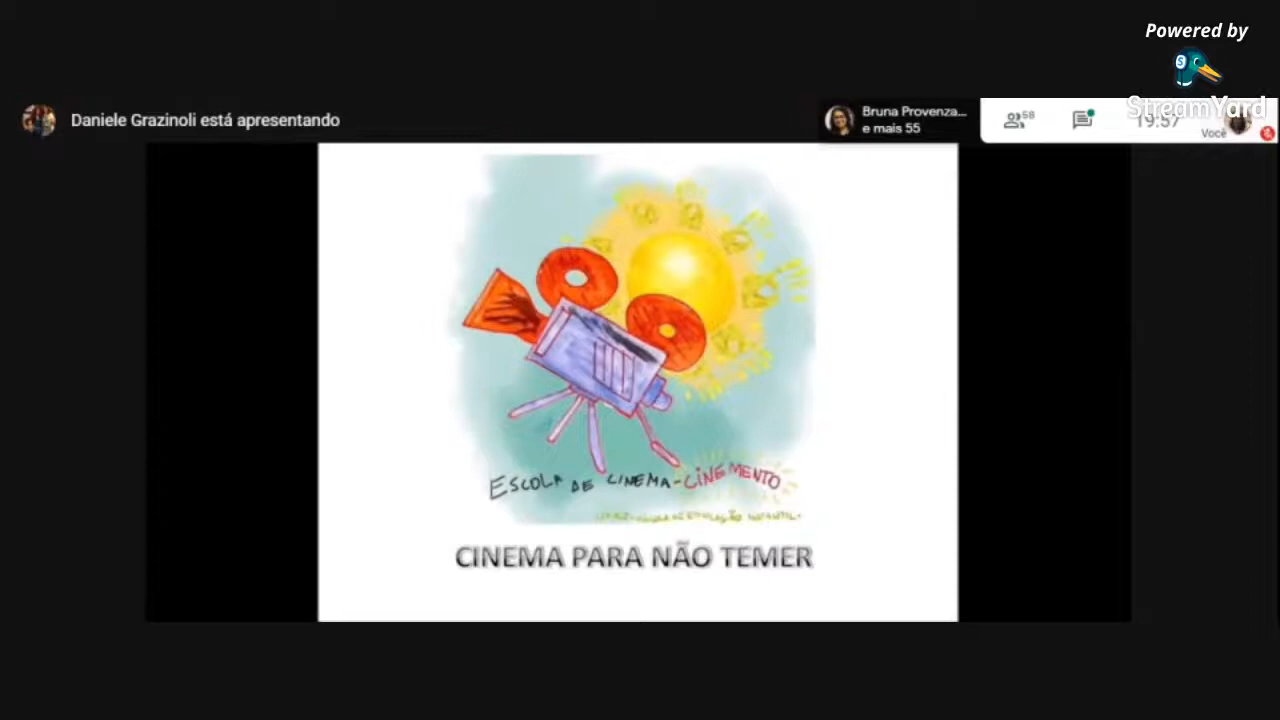 Powered by
StreamYard
Daniele Grazinoli está apresentando
Bruna Provenza...
e mais 55
58
19:57
Você
ESCOLA DE CINEMA-CINEMENTO
CINEMA PARA NÃO TEMER